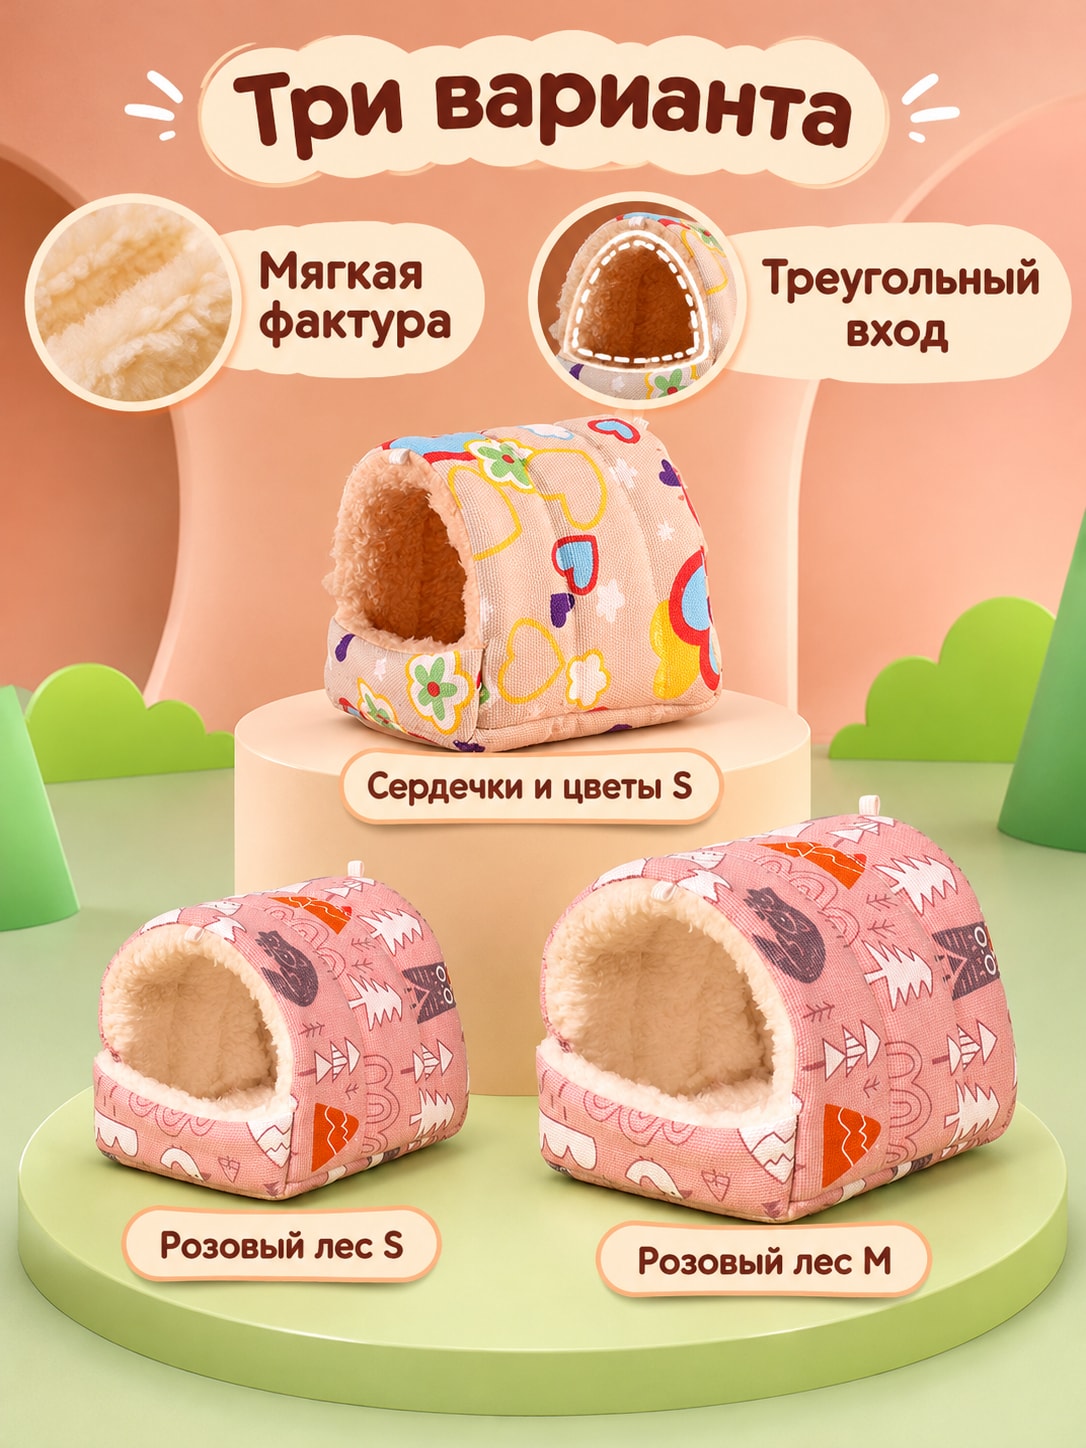 Три варианта
Мягкая
фактура
Треугольный
вход
Сердечки и цветы S
Розовый лес S
Розовый лес M